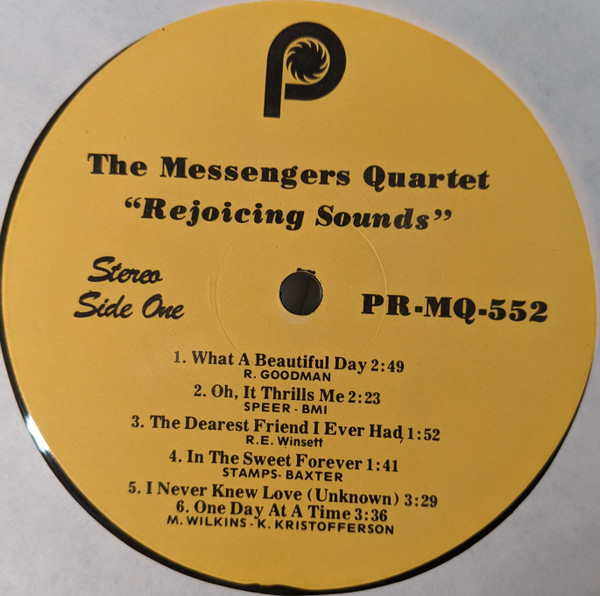 P
The Messengers Quartet
“Rejoicing Sounds”
Stereo
Side One
PR-MQ-552
1. What A Beautiful Day 2:49
R. GOODMAN
2. Oh, It Thrills Me 2:23
SPEER - BMI
3. The Dearest Friend I Ever Had, 1:52
R.E. Winsett
4. In The Sweet Forever 1:41
STAMPS- BAXTER
5. I Never Knew Love (Unknown) 3:29
6. One Day At A Time 3:36
M. WILKINS - K. KRISTOFFERSON